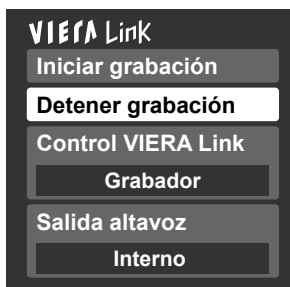 VIERA Link
Iniciar grabación
Detener grabación
Control VIERA Link
Grabador
Salida altavoz
Interno